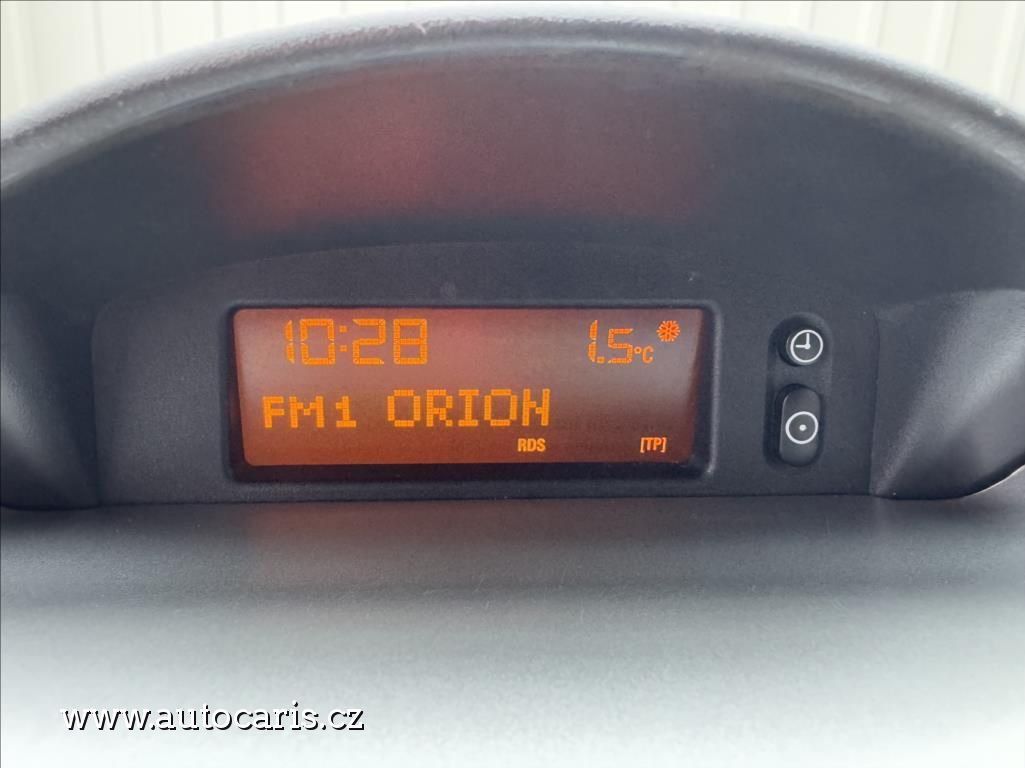 10:28 1.5°C
FM1 ORION
RDS [TP]
www.autocaris.cz